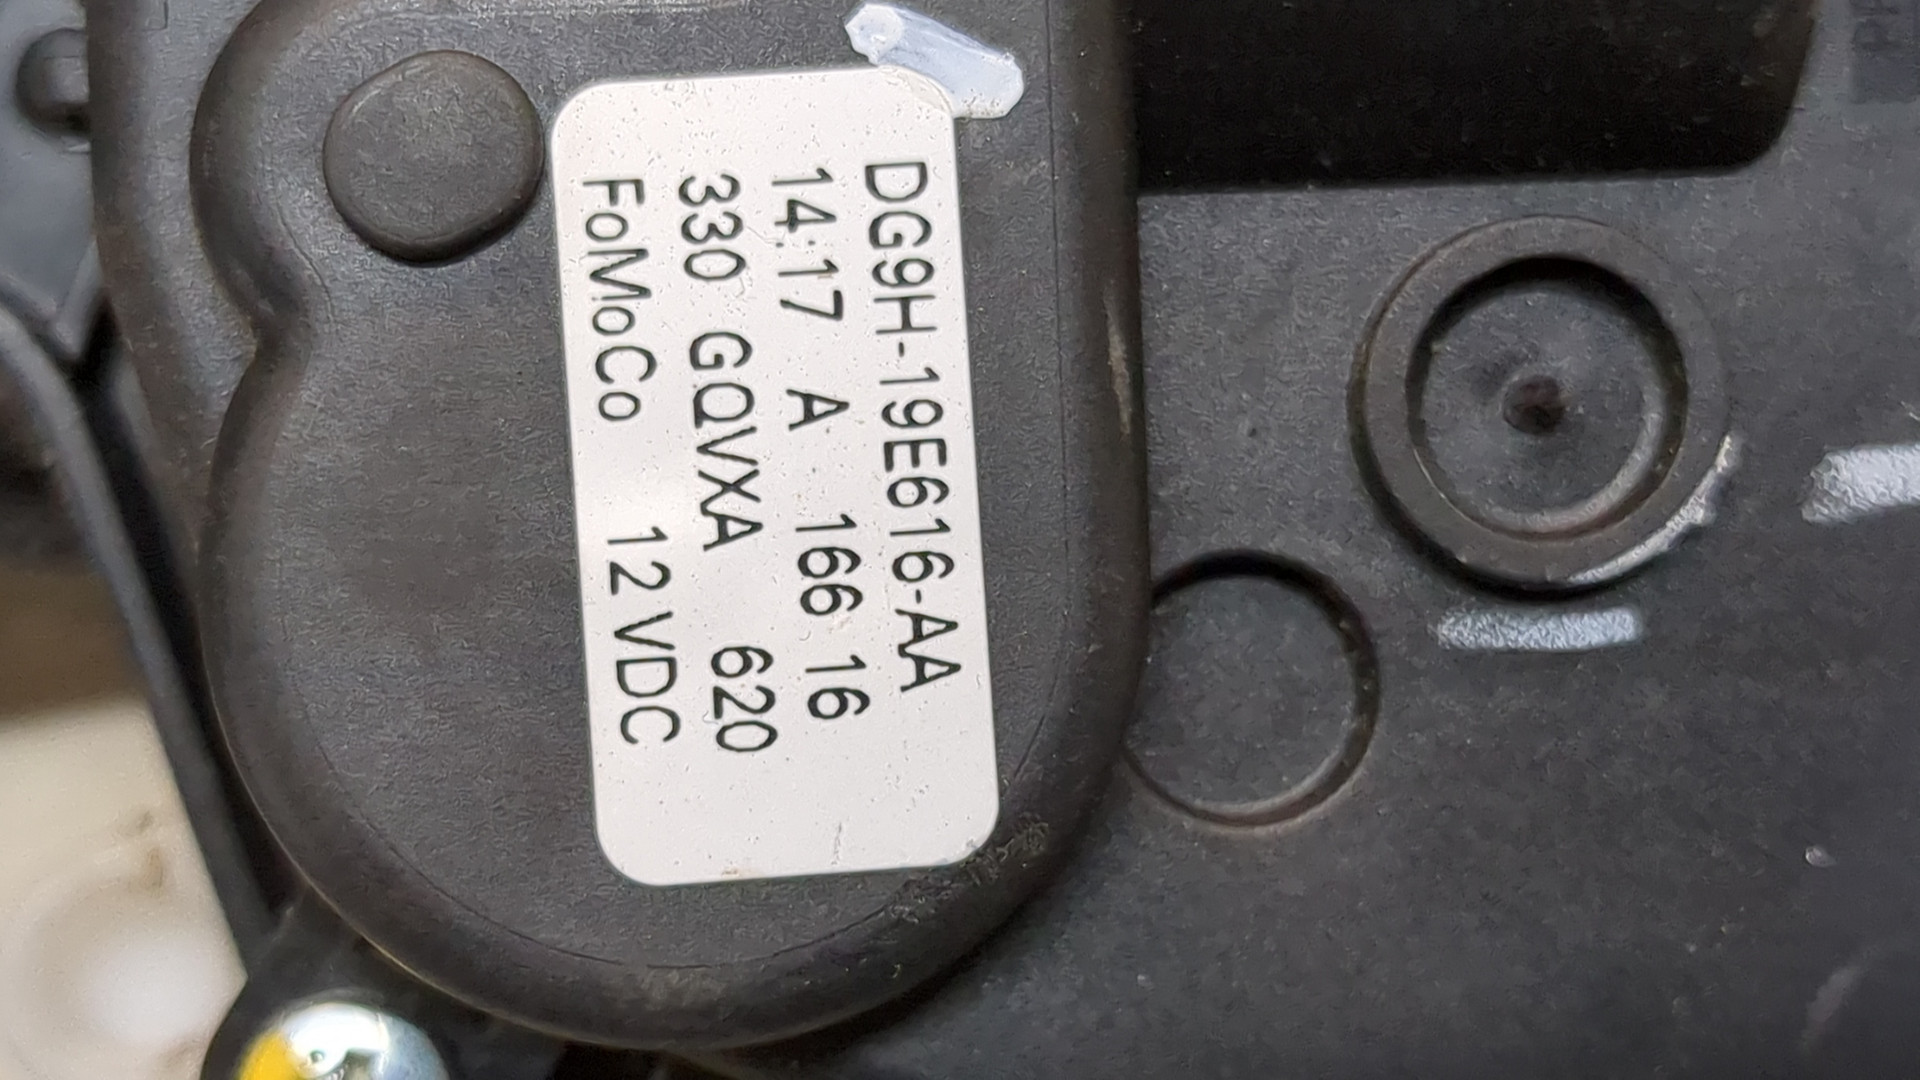 DG9H-19E616-AA
14:17 A 166 16
330 GQVXA 620
FoMoCo 12 VDC